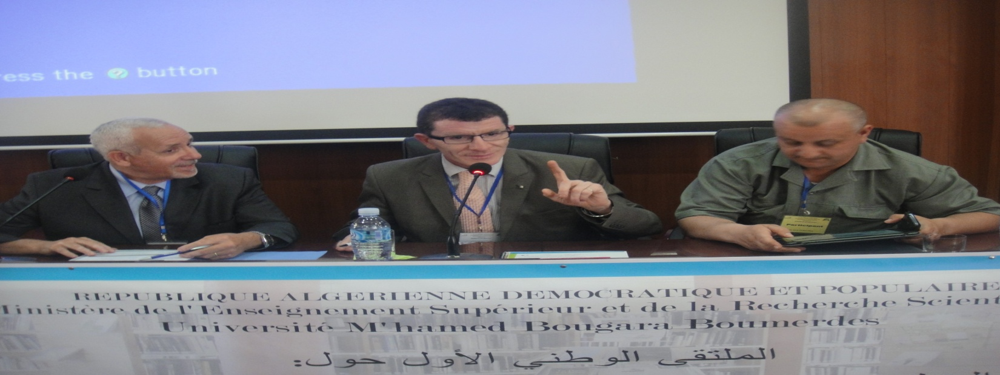 ress the ? button
Participant
REPUBLIQUE ALGERIENNE DEMOCRATIQUE ET POPULAIRE
Ministère de l'Enseignement Supérieur et de la Recherche Scient
Université M'hamed Bougara Boumerdes
الملتقى الوطني الأول حول: